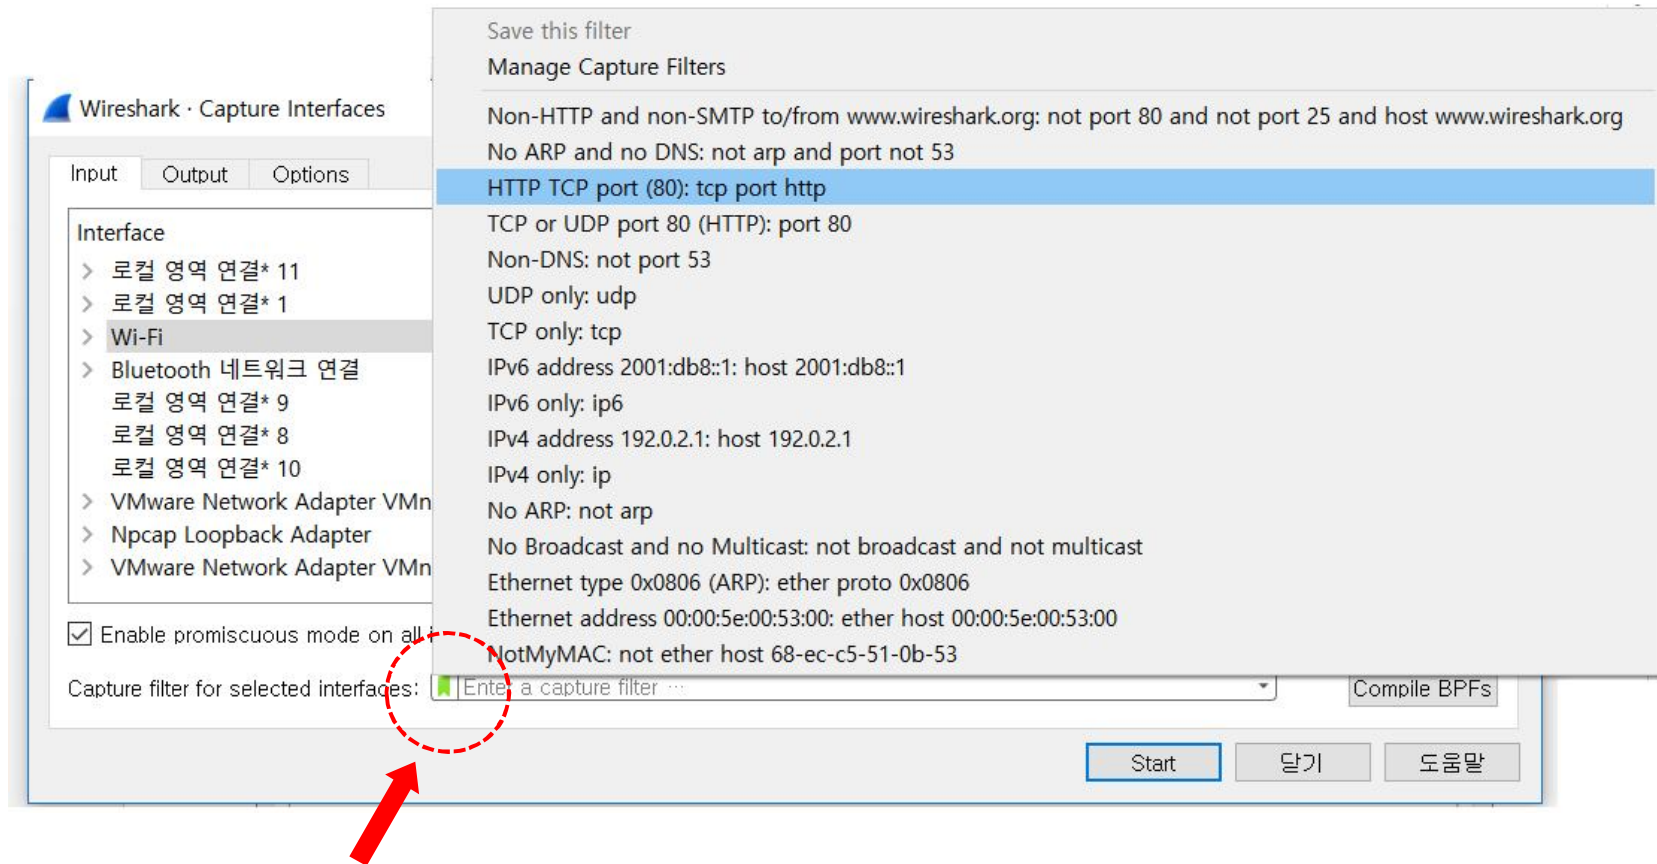 Save this filter
Manage Capture Filters
Non-HTTP and non-SMTP to/from www.wireshark.org: not port 80 and not port 25 and host www.wireshark.org
No ARP and no DNS: not arp and port not 53
HTTP TCP port (80): tcp port http
TCP or UDP port 80 (HTTP): port 80
Non-DNS: not port 53
UDP only: udp
TCP only: tcp
IPv6 address 2001:db8::1: host 2001:db8::1
IPv6 only: ip6
IPv4 address 192.0.2.1: host 192.0.2.1
IPv4 only: ip
No ARP: not arp
No Broadcast and no Multicast: not broadcast and not multicast
Ethernet type 0x0806 (ARP): ether proto 0x0806
Ethernet address 00:00:5e:00:53:00: ether host 00:00:5e:00:53:00
NotMyMAC: not ether host 68-ec-c5-51-0b-53
Wireshark · Capture Interfaces
Input Output Options
Interface
로컬 영역 연결* 11
로컬 영역 연결* 1
Wi-Fi
Bluetooth 네트워크 연결
로컬 영역 연결* 9
로컬 영역 연결* 8
로컬 영역 연결* 10
VMware Network Adapter VMn
Npcap Loopback Adapter
VMware Network Adapter VMn
Enable promiscuous mode on all i
Capture filter for selected interfaces: Enter a capture filter ... Compile BPFs
Start 닫기 도움말